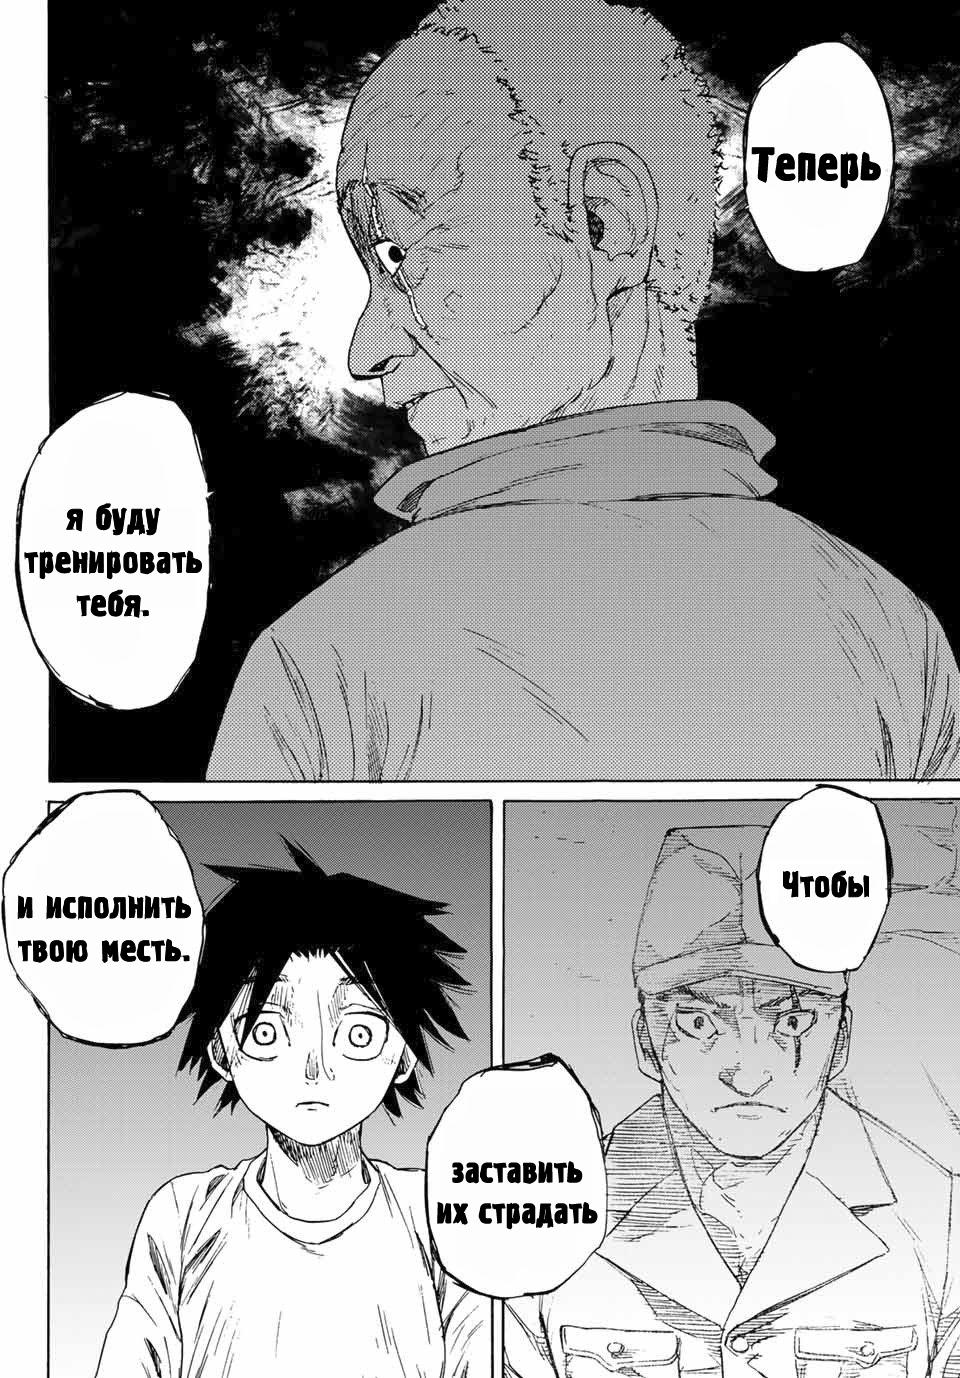 Теперь
я буду
тренировать
тебя.
Чтобы
заставить
их страдать
и исполнить
твою месть.